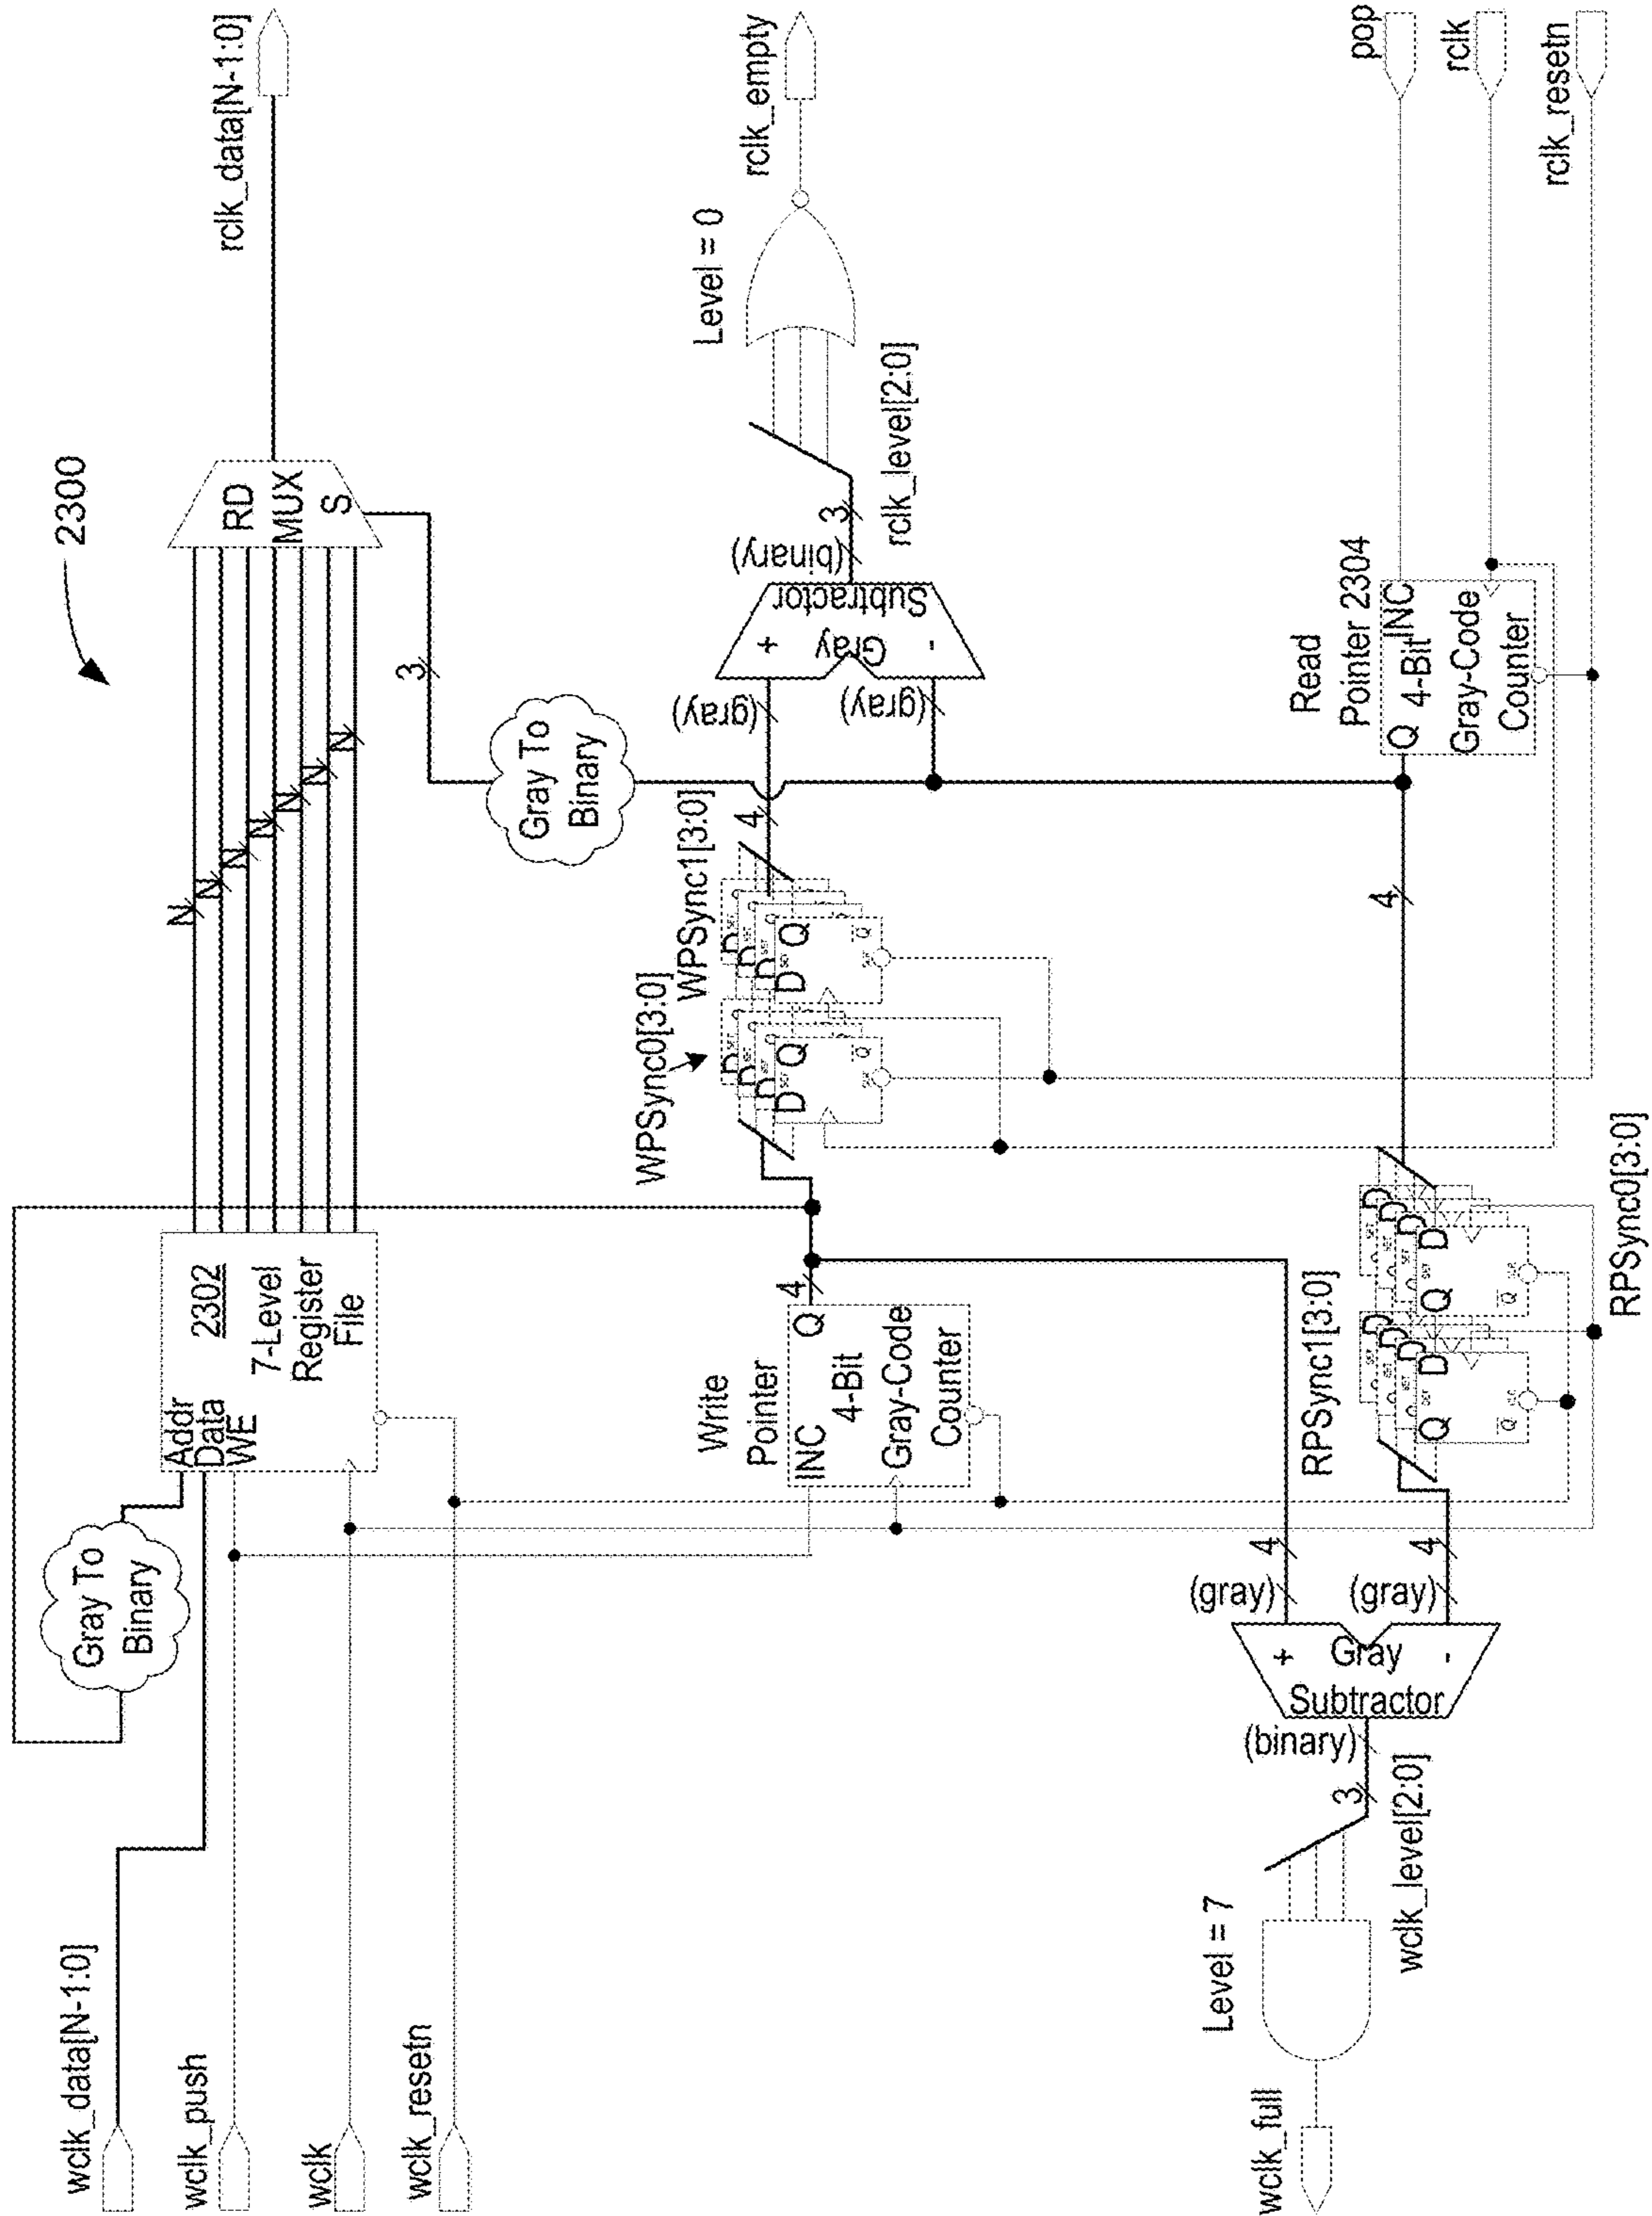 2300
wclk_data[N-1:0]
wclk_push
wclk
wclk_resetn
Gray To
Binary
Addr
Data
WE
2302
7-Level
Register
File
N
N
N
N
N
N
N
RD
MUX
S
rclk_data[N-1:0]
3
Gray To
Binary
Write
Pointer
INC
Q
4-Bit
Gray-Code
Counter
4
WPSync0[3:0]
WPSync1[3:0]
D
D
D
D
Q
Q
D
D
D
D
Q
Q
4
(gray)
(gray)
+
-
Gray
Subtractor
(binary)
3
rclk_level[2:0]
Level = 0
rclk_empty
wclk_full
Level = 7
wclk_level[2:0]
3
(binary)
+
-
Gray
Subtractor
(gray)
(gray)
4
4
RPSync1[3:0]
RPSync0[3:0]
D
D
D
D
Q
Q
D
D
D
D
Q
Q
4
Read
Pointer 2304
Q
INC
4-Bit
Gray-Code
Counter
pop
rclk
rclk_resetn